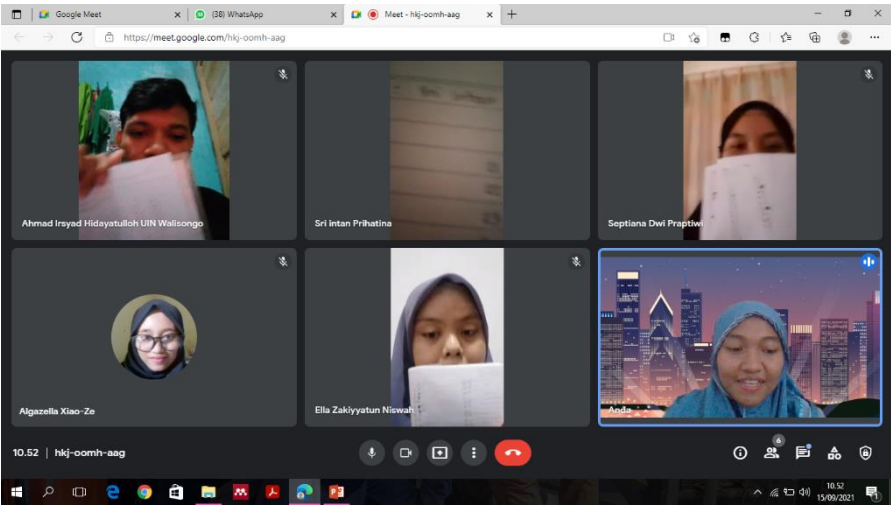 Google Meet
(38) WhatsApp
Meet - hkj-oomh-aag
https://meet.google.com/hkj-oomh-aag
Ahmad Irsyad Hidayatulloh UIN Walisongo
Sri Intan Prihatina
Septiana Dwi Praptiwi
Algazella Xiao-Ze
Ella Zakiyyatun Niswah
Anda
10.52 | hkj-oomh-aag
6
10.52
15/09/2021